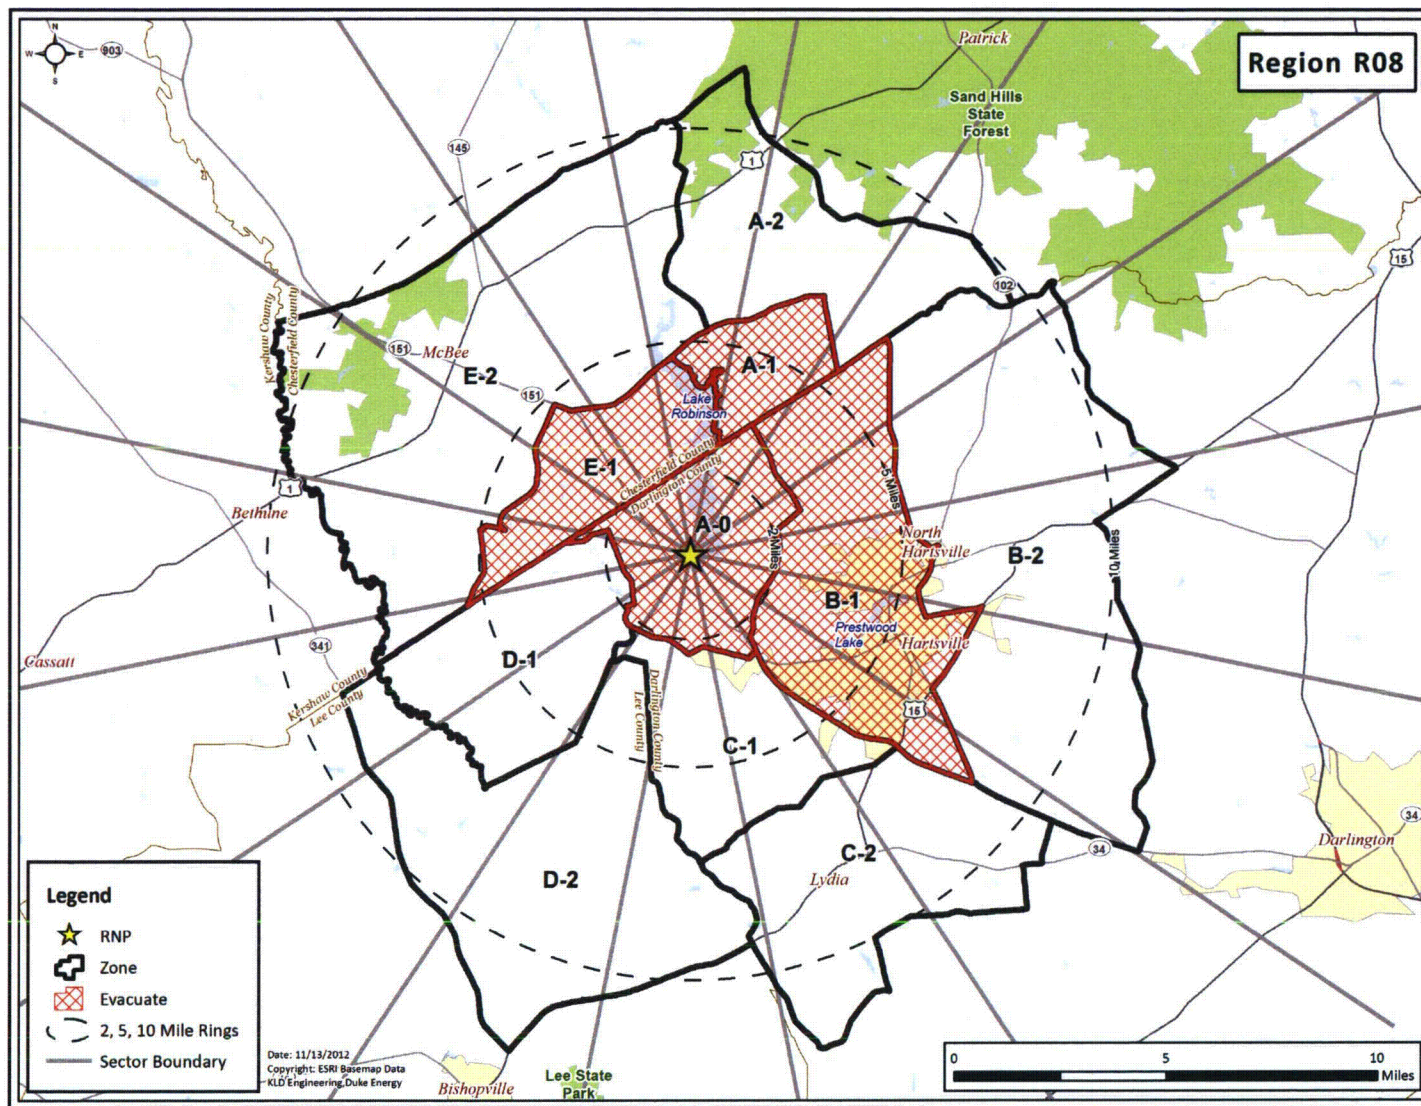 N
W E
S
903
Patrick
Region R08
Sand Hills
State
Forest
145
1
A-2
15
102
Kershaw County
Chesterfield County
151
McBee
E-2
151
A-1
Lake
Robinson
Chesterfield County
Darlington County
E-1
5 Miles
1
Bethune
A-0
2 Miles
North
Hartsville
B-2
10 Miles
B-1
Prestwood
Lake
Hartsville
341
Cassatt
D-1
Kershaw County
Lee County
Darlington County
Lee County
15
C-1
34
34
Darlington
C-2
Lydia
D-2
Legend
RNP
Zone
Evacuate
2, 5, 10 Mile Rings
Sector Boundary
Date: 11/13/2012
Copyright: ESRI Basemap Data
KLD Engineering, Duke Energy
Bishopville
Lee State
Park
0 5 10
Miles